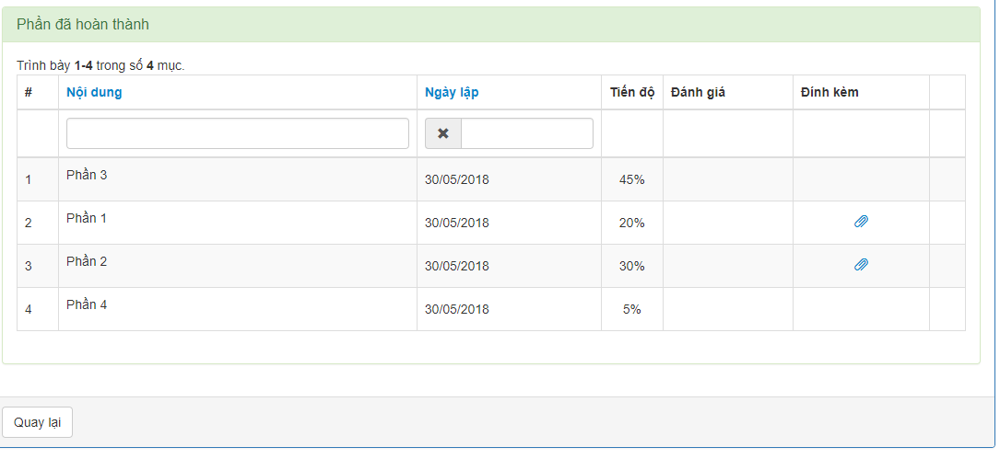 Phần đã hoàn thành
Trình bày 1-4 trong số 4 mục.
# Nội dung Ngày lập Tiến độ Đánh giá Đính kèm
1 Phần 3 30/05/2018 45%
2 Phần 1 30/05/2018 20%
3 Phần 2 30/05/2018 30%
4 Phần 4 30/05/2018 5%
Quay lại